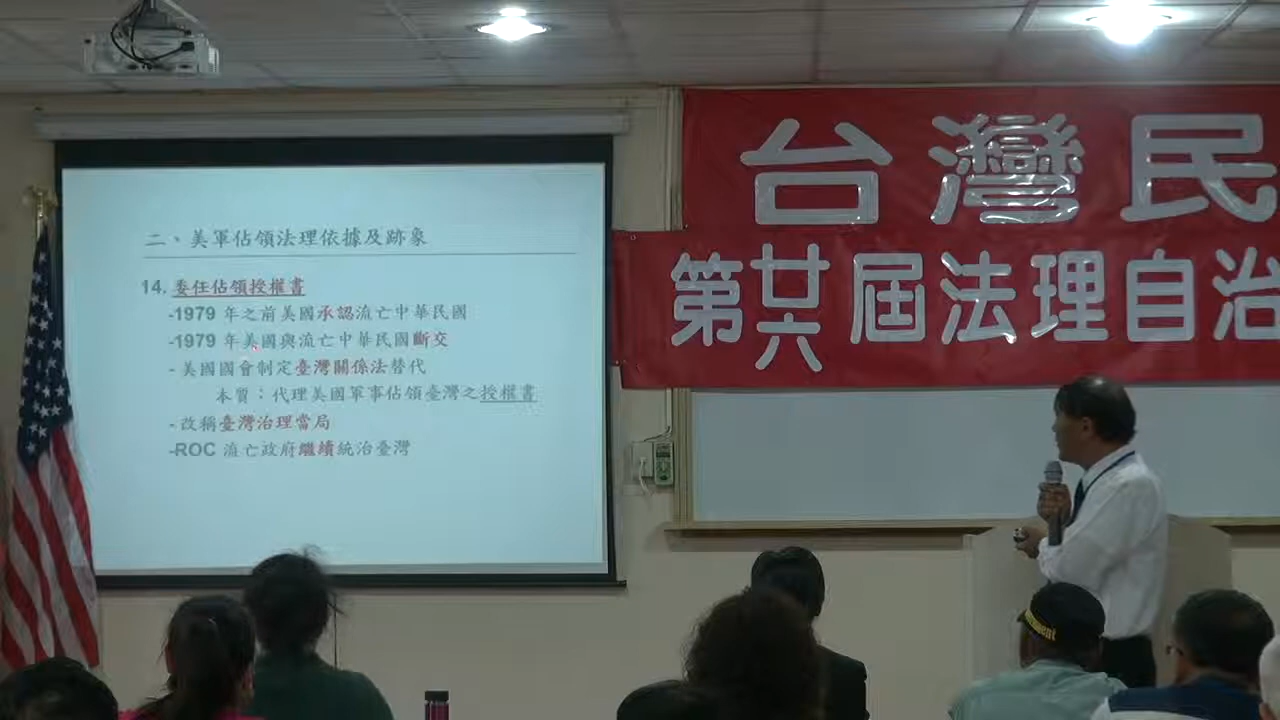 二、美軍佔領法理依據及跡象
14. 委任佔領授權書
-1979 年之前美國承認流亡中華民國
-1979 年美國與流亡中華民國斷交
- 美國國會制定臺灣關係法替代
本質：代理美國軍事佔領臺灣之授權書
- 改稱臺灣治理當局
-ROC 流亡政府繼續統治臺灣
台灣民
第廿六屆法理自治